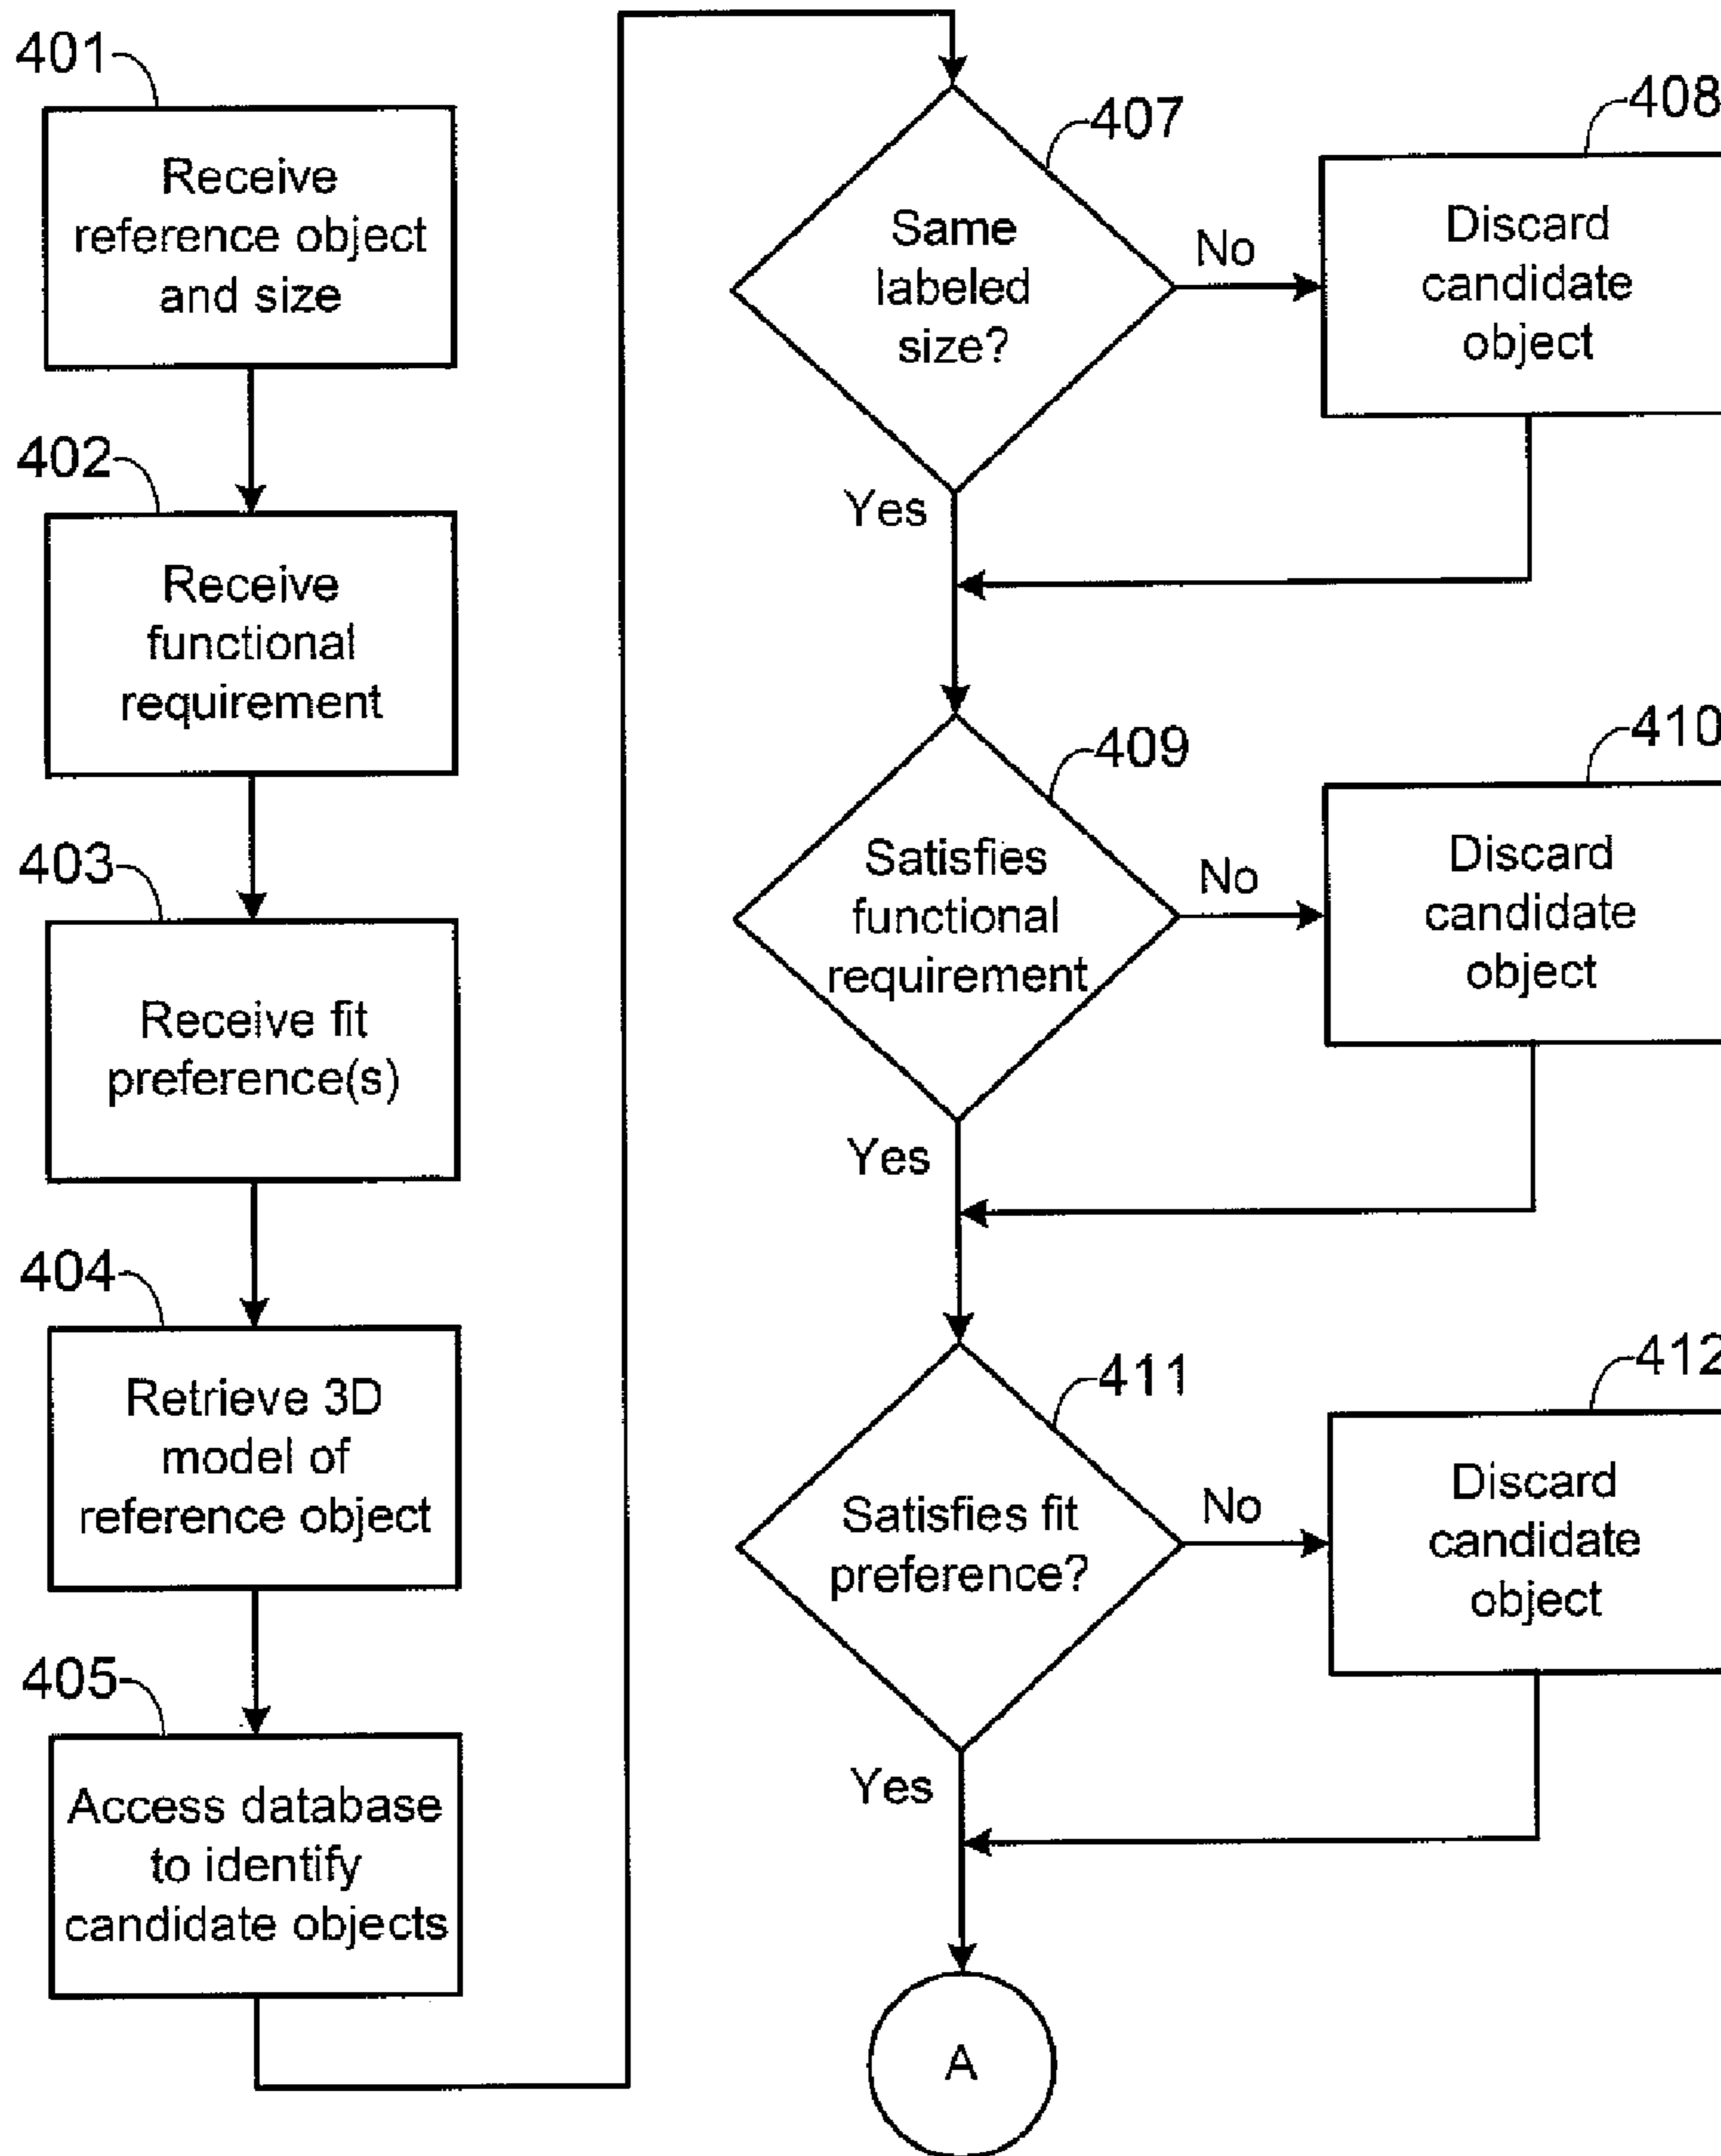 401
Receive
reference object
and size
402
Receive
functional
requirement
403
Receive fit
preference(s)
404
Retrieve 3D
model of
reference object
405
Access database
to identify
candidate objects
407
Same
labeled
size?
No
Yes
408
Discard
candidate
object
409
Satisfies
functional
requirement
No
Yes
410
Discard
candidate
object
411
Satisfies fit
preference?
No
Yes
412
Discard
candidate
object
A